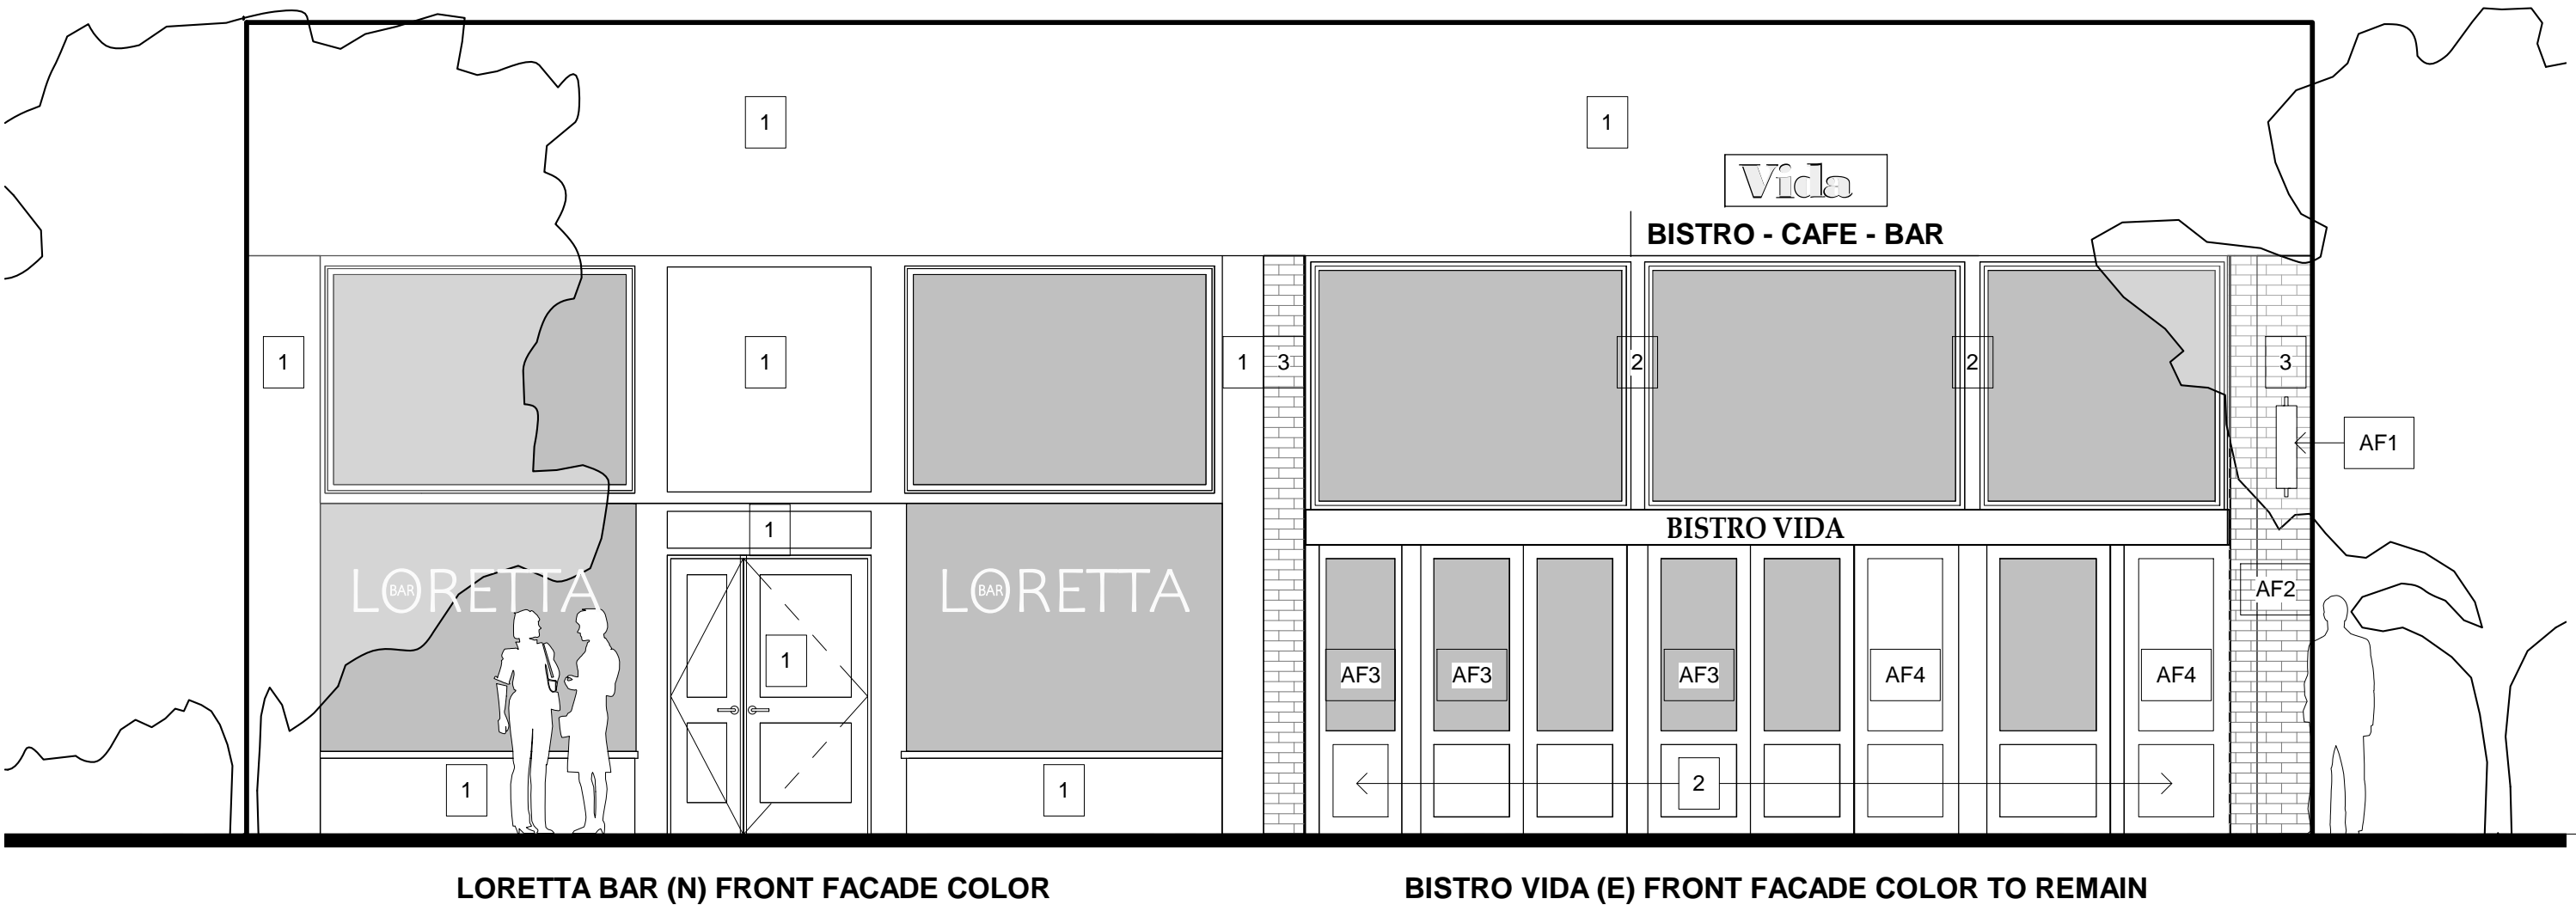 1
1
Vida
BISTRO - CAFE - BAR
1
1
1
3
2
2
3
AF1
1
BISTRO VIDA
LORETTA
BAR
LORETTA
BAR
AF2
1
AF3
AF3
AF3
AF4
AF4
1
1
2
LORETTA BAR (N) FRONT FACADE COLOR
BISTRO VIDA (E) FRONT FACADE COLOR TO REMAIN